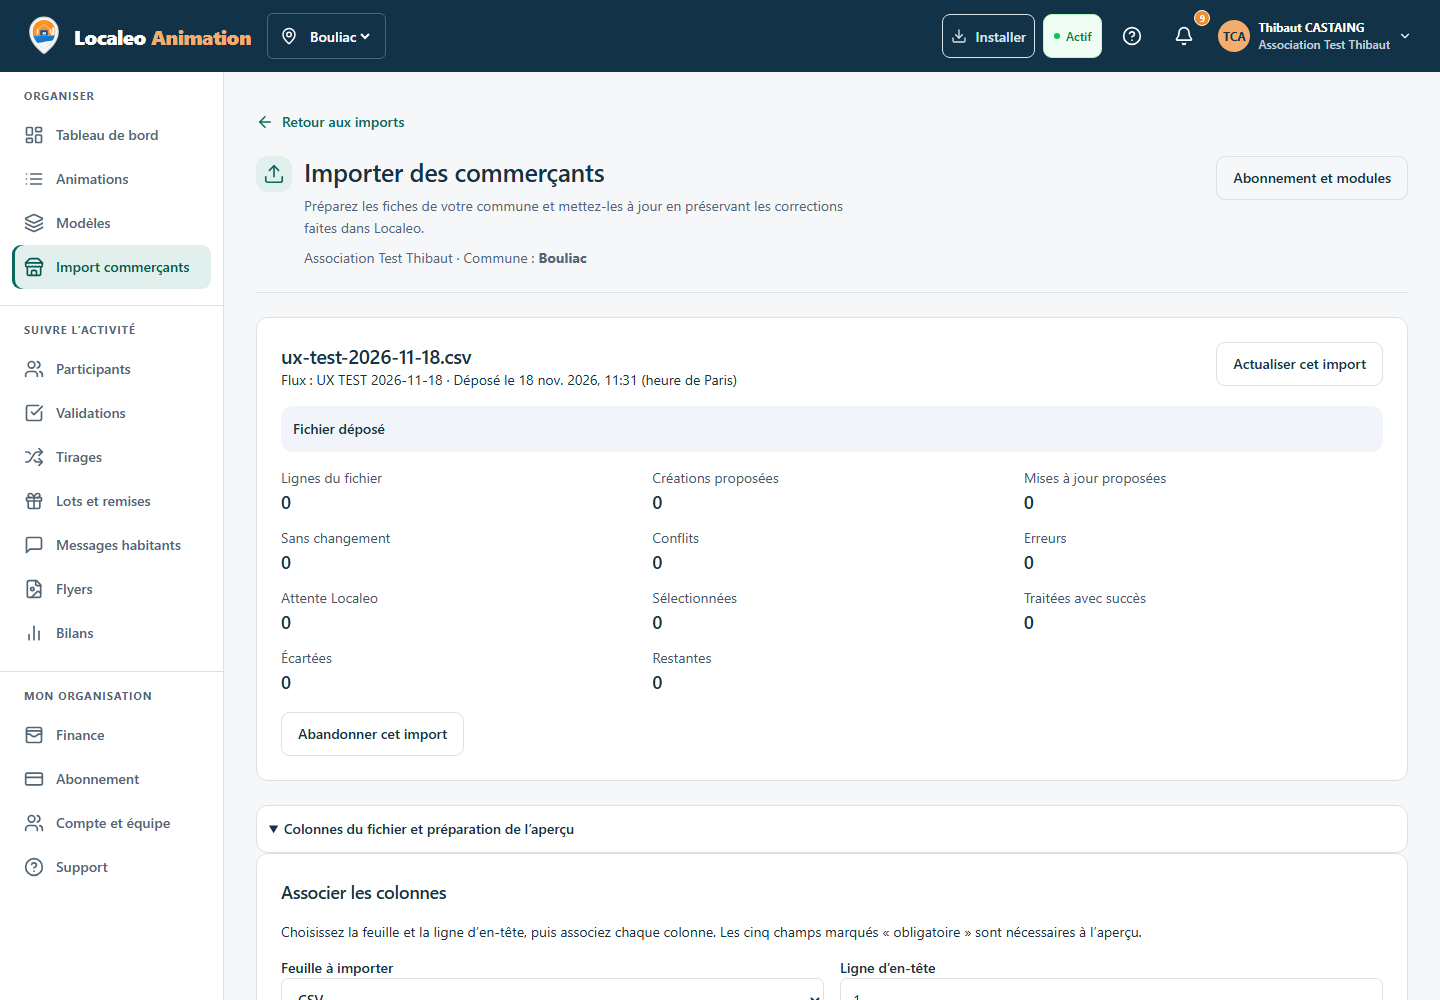 Localeo Animation
Bouliac
Installer
Actif
9
TCA
Thibaut CASTAING
Association Test Thibaut
ORGANISER
Tableau de bord
Animations
Modèles
Import commerçants
SUIVRE L’ACTIVITÉ
Participants
Validations
Tirages
Lots et remises
Messages habitants
Flyers
Bilans
MON ORGANISATION
Finance
Abonnement
Compte et équipe
Support
Retour aux imports
Importer des commerçants
Abonnement et modules
Préparez les fiches de votre commune et mettez-les à jour en préservant les corrections
faites dans Localeo.
Association Test Thibaut · Commune : Bouliac
ux-test-2026-11-18.csv
Flux : UX TEST 2026-11-18 · Déposé le 18 nov. 2026, 11:31 (heure de Paris)
Actualiser cet import
Fichier déposé
Lignes du fichier
0
Créations proposées
0
Mises à jour proposées
0
Sans changement
0
Conflits
0
Erreurs
0
Attente Localeo
0
Sélectionnées
0
Traitées avec succès
0
Écartées
0
Restantes
0
Abandonner cet import
Colonnes du fichier et préparation de l’aperçu
Associer les colonnes
Choisissez la feuille et la ligne d’en-tête, puis associez chaque colonne. Les cinq champs marqués « obligatoire » sont nécessaires à l’aperçu.
Feuille à importer
CSV
Ligne d’en-tête
1